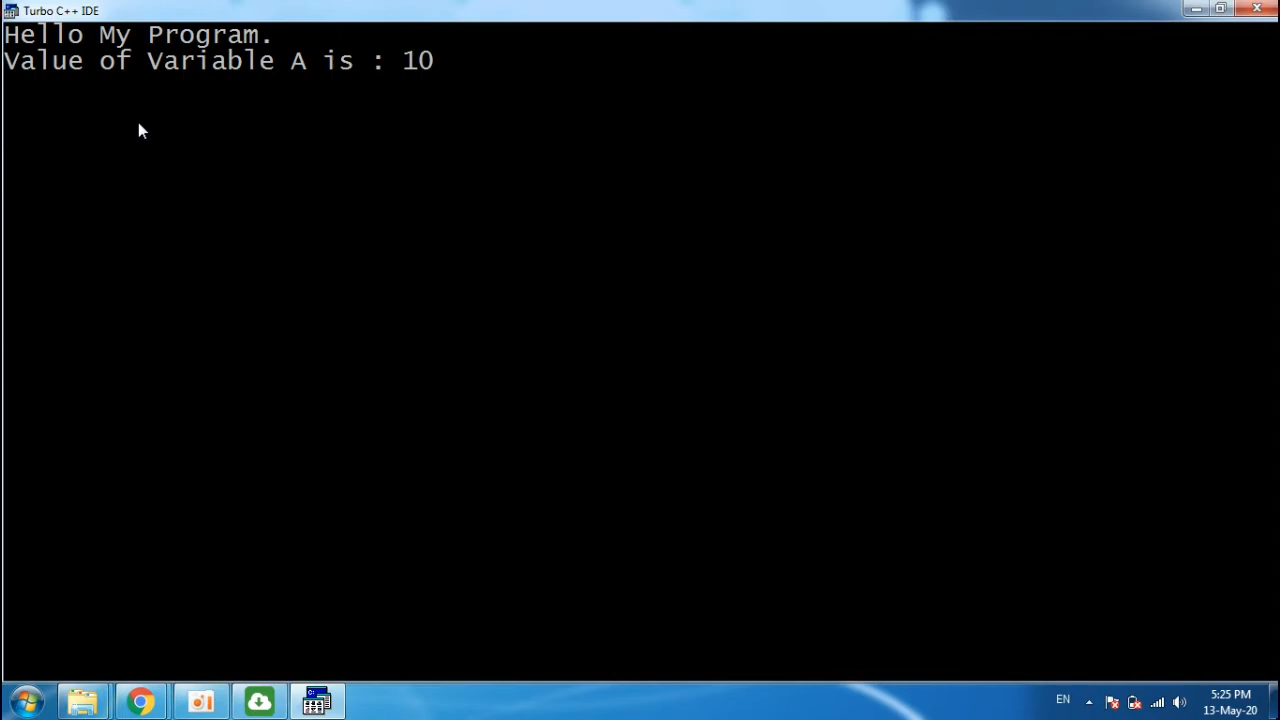 Turbo C++ IDE
Hello My Program.
Value of Variable A is : 10
EN
5:25 PM
13-May-20